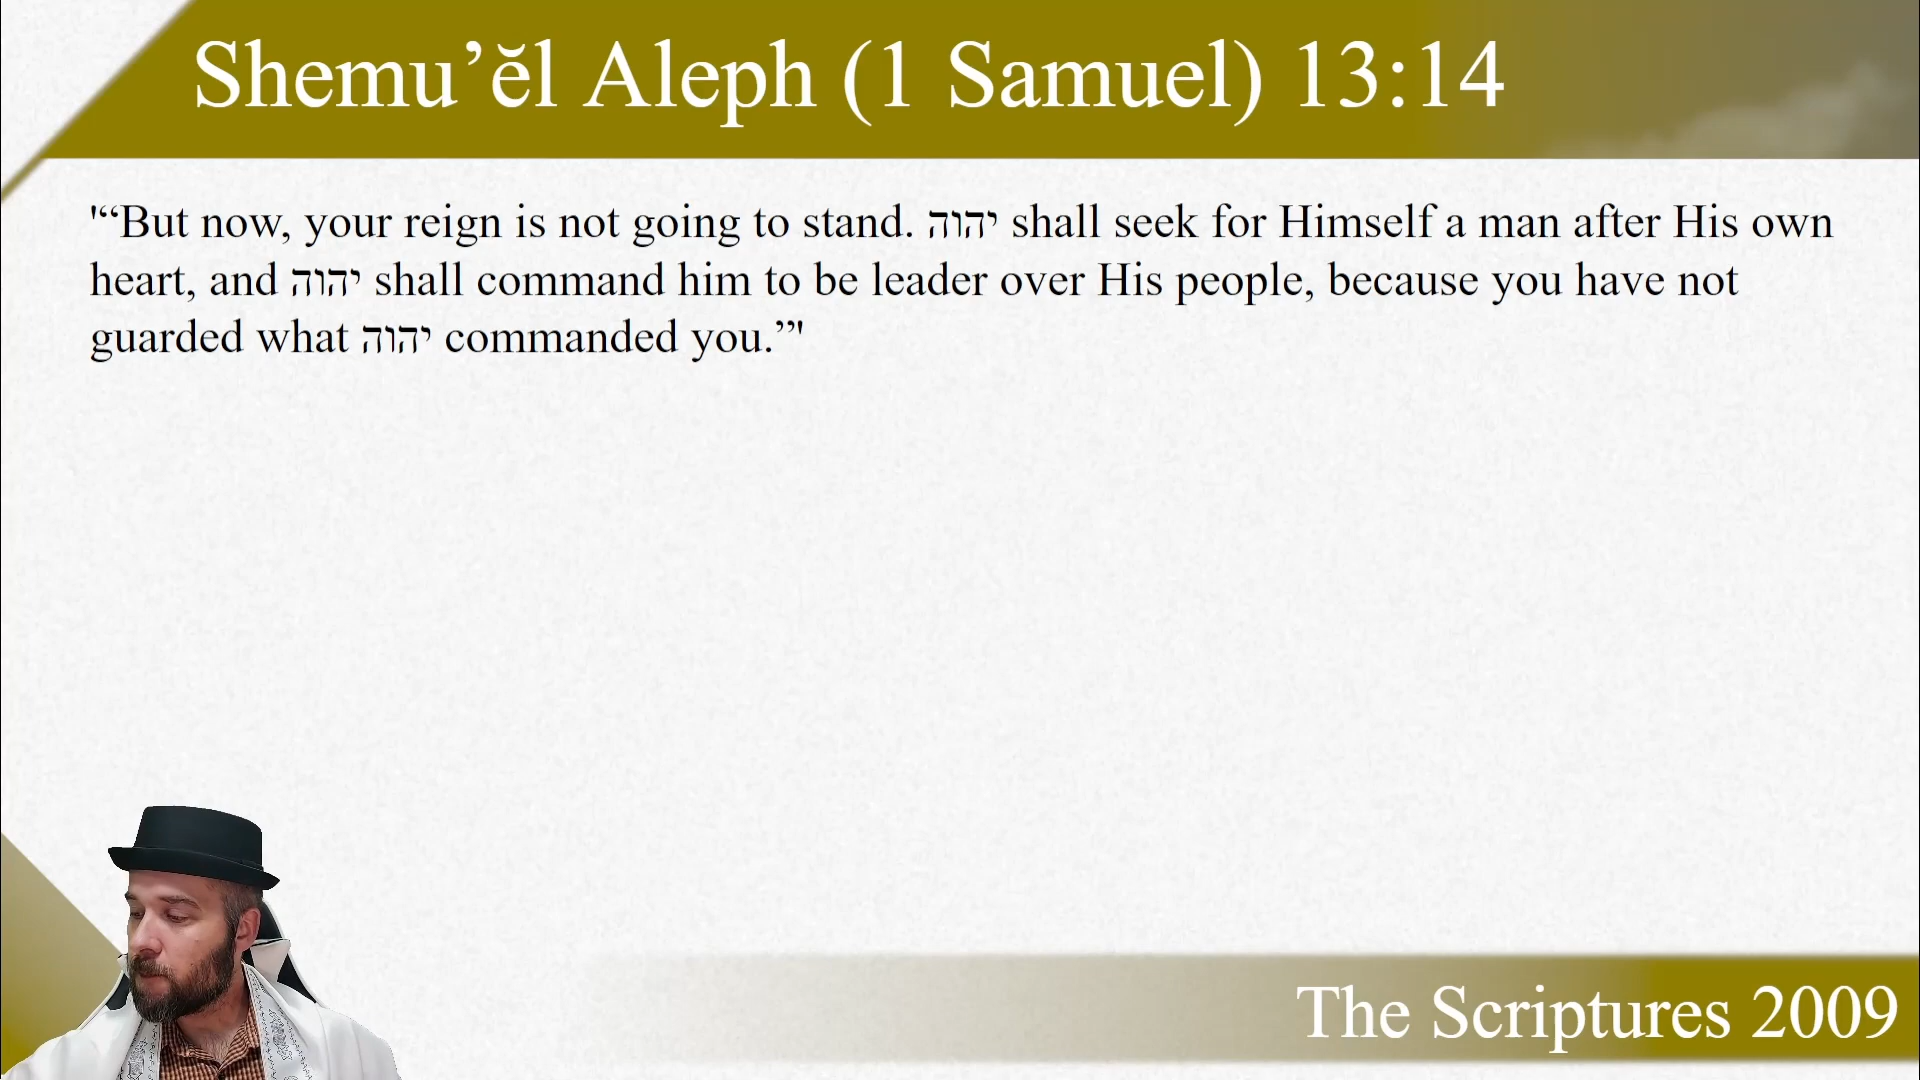 Shemu’ĕl Aleph (1 Samuel) 13:14
'“‘But now, your reign is not going to stand. יהוה shall seek for Himself a man after His own
heart, and יהוה shall command him to be leader over His people, because you have not
guarded what יהוה commanded you.’”'
The Scriptures 2009